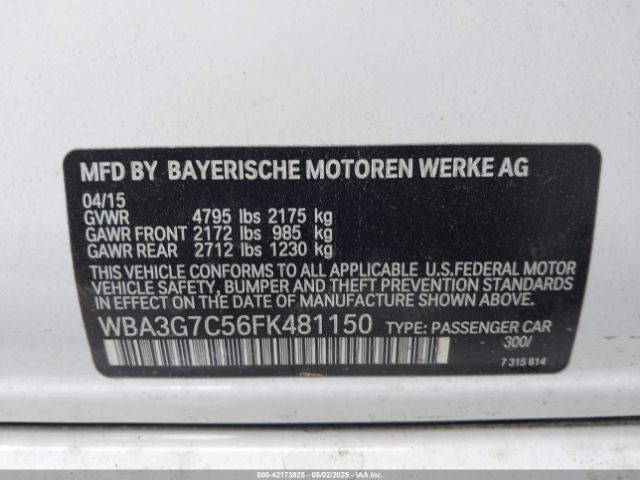 MFD BY BAYERISCHE MOTOREN WERKE AG
04/15
GVWR 4795 lbs 2175 kg
GAWR FRONT 2172 lbs 985 kg
GAWR REAR 2712 lbs 1230 kg
THIS VEHICLE CONFORMS TO ALL APPLICABLE U.S.FEDERAL MOTOR
VEHICLE SAFETY, BUMPER AND THEFT PREVENTION STANDARDS
IN EFFECT ON THE DATE OF MANUFACTURE SHOWN ABOVE.
WBA3G7C56FK481150 TYPE: PASSENGER CAR
300/
7 315 814
000-42173925 - 05/02/2025 - IAAI.COM